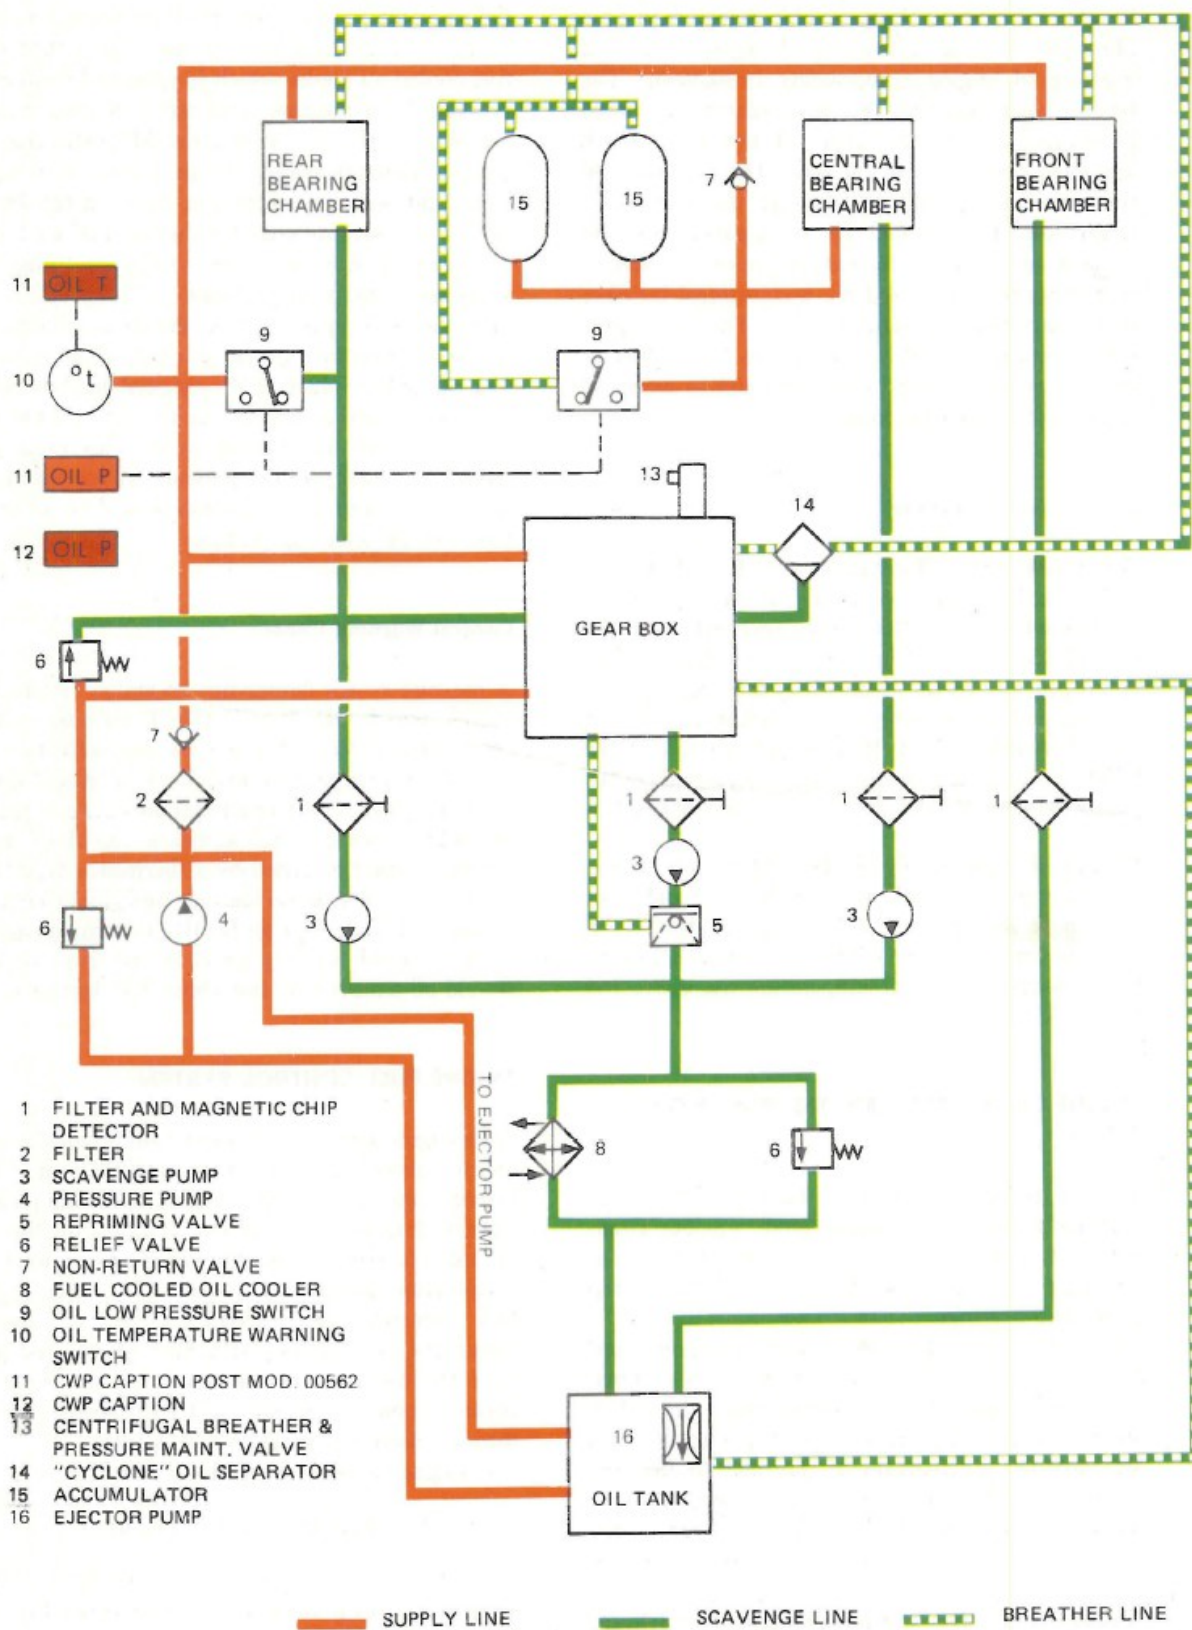 REAR
BEARING
CHAMBER
15
15
7
CENTRAL
BEARING
CHAMBER
FRONT
BEARING
CHAMBER
11 OIL T
9
9
10 °t
11 OIL P
13
14
12 OIL P
GEAR BOX
6
7
2
1
1
1
1
3
6
4
3
5
3
TO EJECTOR PUMP
8
6
1 FILTER AND MAGNETIC CHIP
DETECTOR
2 FILTER
3 SCAVENGE PUMP
4 PRESSURE PUMP
5 REPRIMING VALVE
6 RELIEF VALVE
7 NON-RETURN VALVE
8 FUEL COOLED OIL COOLER
9 OIL LOW PRESSURE SWITCH
10 OIL TEMPERATURE WARNING
SWITCH
11 CWP CAPTION POST MOD. 00562
12 CWP CAPTION
13 CENTRIFUGAL BREATHER &
PRESSURE MAINT. VALVE
14 "CYCLONE" OIL SEPARATOR
15 ACCUMULATOR
16 EJECTOR PUMP
16
OIL TANK
SUPPLY LINE
SCAVENGE LINE
BREATHER LINE